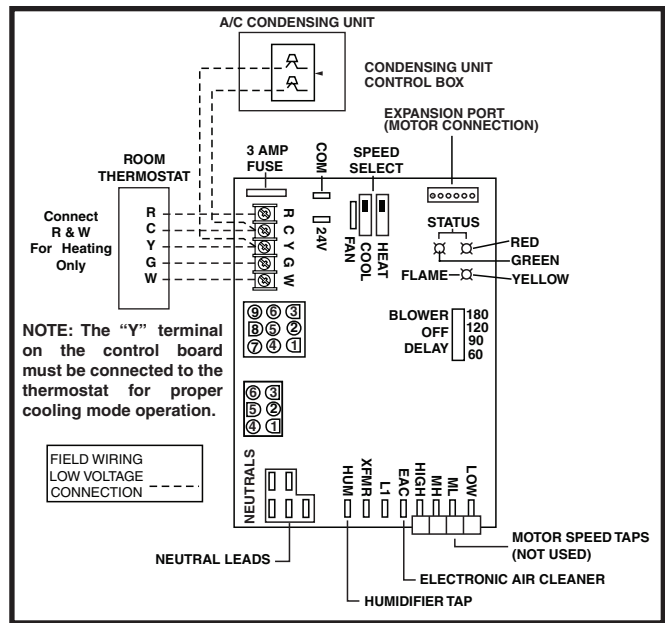 A/C CONDENSING UNIT
CONDENSING UNIT
CONTROL BOX
EXPANSION PORT
(MOTOR CONNECTION)
3 AMP
FUSE
COM
SPEED
SELECT
ROOM
THERMOSTAT
Connect
R & W
For Heating
Only
R
C
Y
G
W
R
C
Y
G
W
24V
FAN
COOL
HEAT
STATUS
RED
GREEN
FLAME
YELLOW
BLOWER
OFF
DELAY
180
120
90
60
9 6 3
8 5 2
7 4 1
NOTE: The “Y” terminal
on the control board
must be connected to the
thermostat for proper
cooling mode operation.
6 3
5 2
4 1
FIELD WIRING
LOW VOLTAGE
CONNECTION
NEUTRALS
HUM
XFMR
L1
EAC
HIGH
MH
ML
LOW
MOTOR SPEED TAPS
(NOT USED)
NEUTRAL LEADS
ELECTRONIC AIR CLEANER
HUMIDIFIER TAP